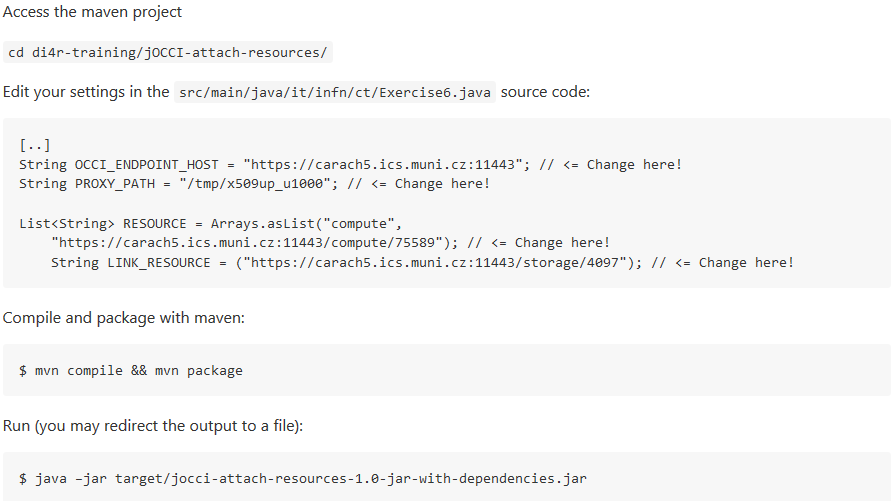 Access the maven project
cd di4r-training/jOCCI-attach-resources/
Edit your settings in the src/main/java/it/infn/ct/Exercise6.java source code:
[..]
String OCCI_ENDPOINT_HOST = "https://carach5.ics.muni.cz:11443"; // <= Change here!
String PROXY_PATH = "/tmp/x509up_u1000"; // <= Change here!
List<String> RESOURCE = Arrays.asList("compute",
"https://carach5.ics.muni.cz:11443/compute/75589"); // <= Change here!
String LINK_RESOURCE = ("https://carach5.ics.muni.cz:11443/storage/4097"); // <= Change here!
Compile and package with maven:
$ mvn compile && mvn package
Run (you may redirect the output to a file):
$ java –jar target/jocci-attach-resources-1.0-jar-with-dependencies.jar